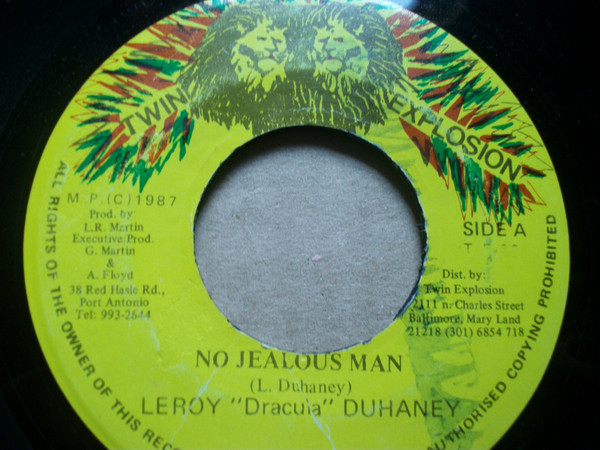 TWIN EXPLOSION
M.P.(C)1987
Prod. by
L.R. Martin
Executive Prod.
G. Martin
&
A. Floyd
38 Red Hasle Rd.,
Port Antonio
Tel: 993-2644
SIDE A
Dist. by:
Twin Explosion
2111 n. Charles Street
Baltimore, Mary Land
21218 (301) 6854 718
NO JEALOUS MAN
(L. Duhaney)
LEROY "Dracula" DUHANEY
ALL RIGHTS OF THE OWNER OF THIS
AUTHORISED COPYING PROHIBITED